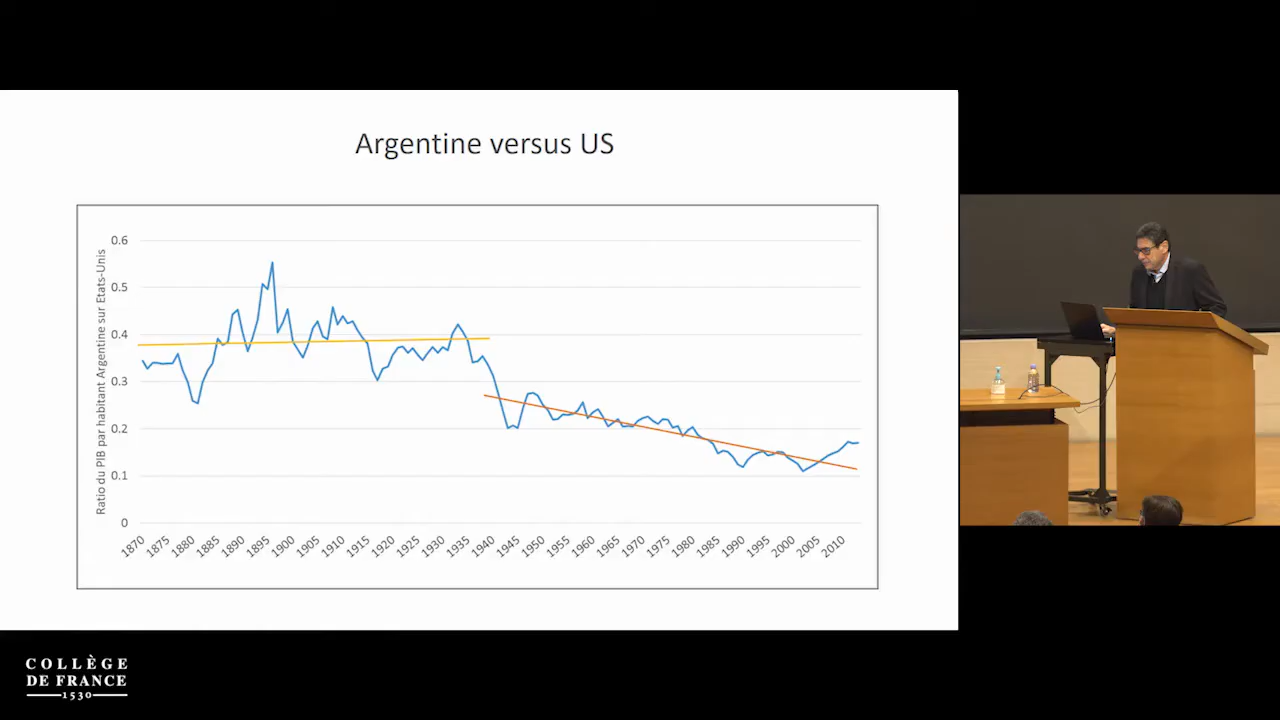 Argentine versus US
Ratio du PIB par habitant Argentine sur Etats-Unis
0.6
0.5
0.4
0.3
0.2
0.1
0
1870 1875 1880 1885 1890 1895 1900 1905 1910 1915 1920 1925 1930 1935 1940 1945 1950 1955 1960 1965 1970 1975 1980 1985 1990 1995 2000 2005 2010
COLLÈGE
DE FRANCE
1530